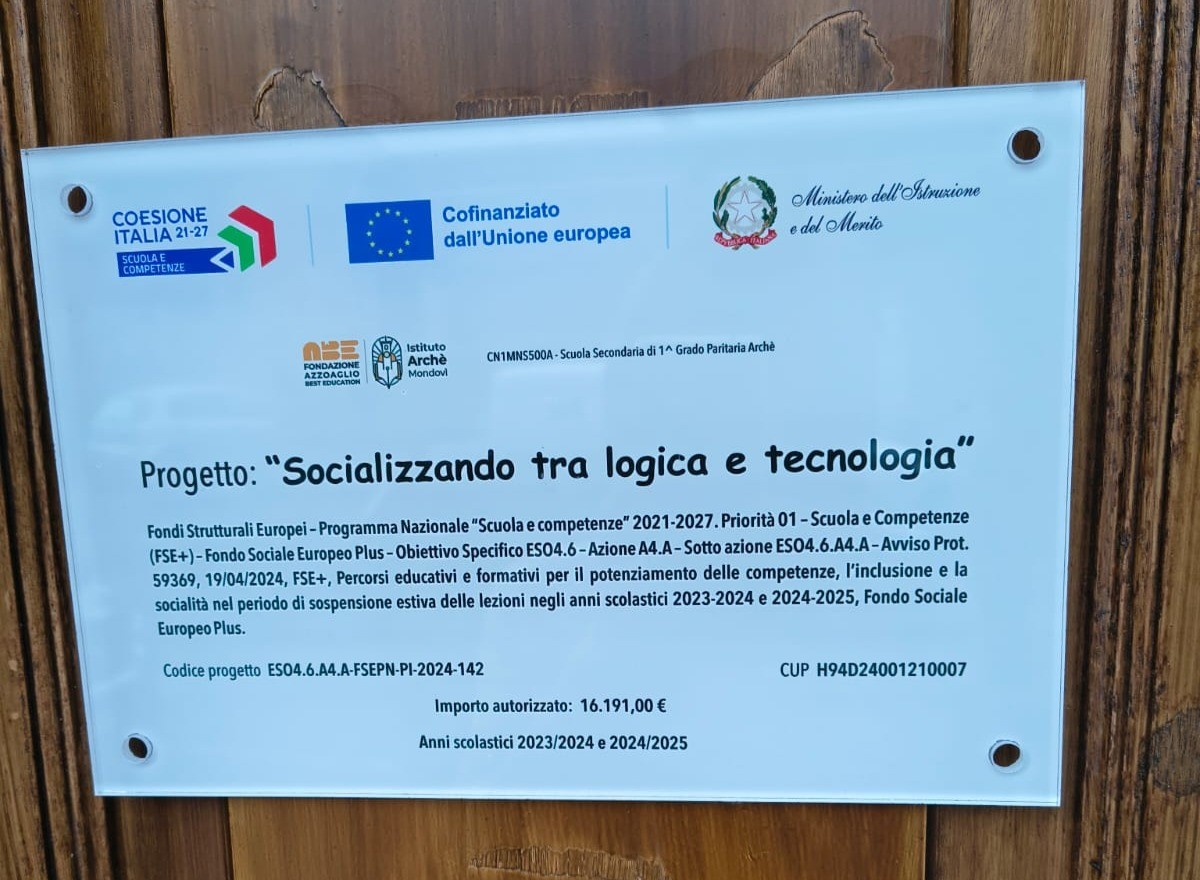 COESIONE
ITALIA 21-27
SCUOLA E
COMPETENZE
Cofinanziato
dall'Unione europea
REPUBBLICA ITALIANA
Ministero dell'Istruzione
e del Merito
ABE
FONDAZIONE
AZZOAGLIO
BEST EDUCATION
Istituto
Archè
Mondovì
CN1MNS500A - Scuola Secondaria di 1^ Grado Paritaria Archè
Progetto: "Socializzando tra logica e tecnologia"
Fondi Strutturali Europei – Programma Nazionale "Scuola e competenze" 2021-2027. Priorità 01 – Scuola e Competenze
(FSE+) – Fondo Sociale Europeo Plus – Obiettivo Specifico ESO4.6 – Azione A4.A – Sotto azione ESO4.6.A4.A – Avviso Prot.
59369, 19/04/2024, FSE+, Percorsi educativi e formativi per il potenziamento delle competenze, l'inclusione e la
socialità nel periodo di sospensione estiva delle lezioni negli anni scolastici 2023-2024 e 2024-2025, Fondo Sociale
Europeo Plus.
Codice progetto ESO4.6.A4.A-FSEPN-PI-2024-142 CUP H94D24001210007
Importo autorizzato: 16.191,00 €
Anni scolastici 2023/2024 e 2024/2025